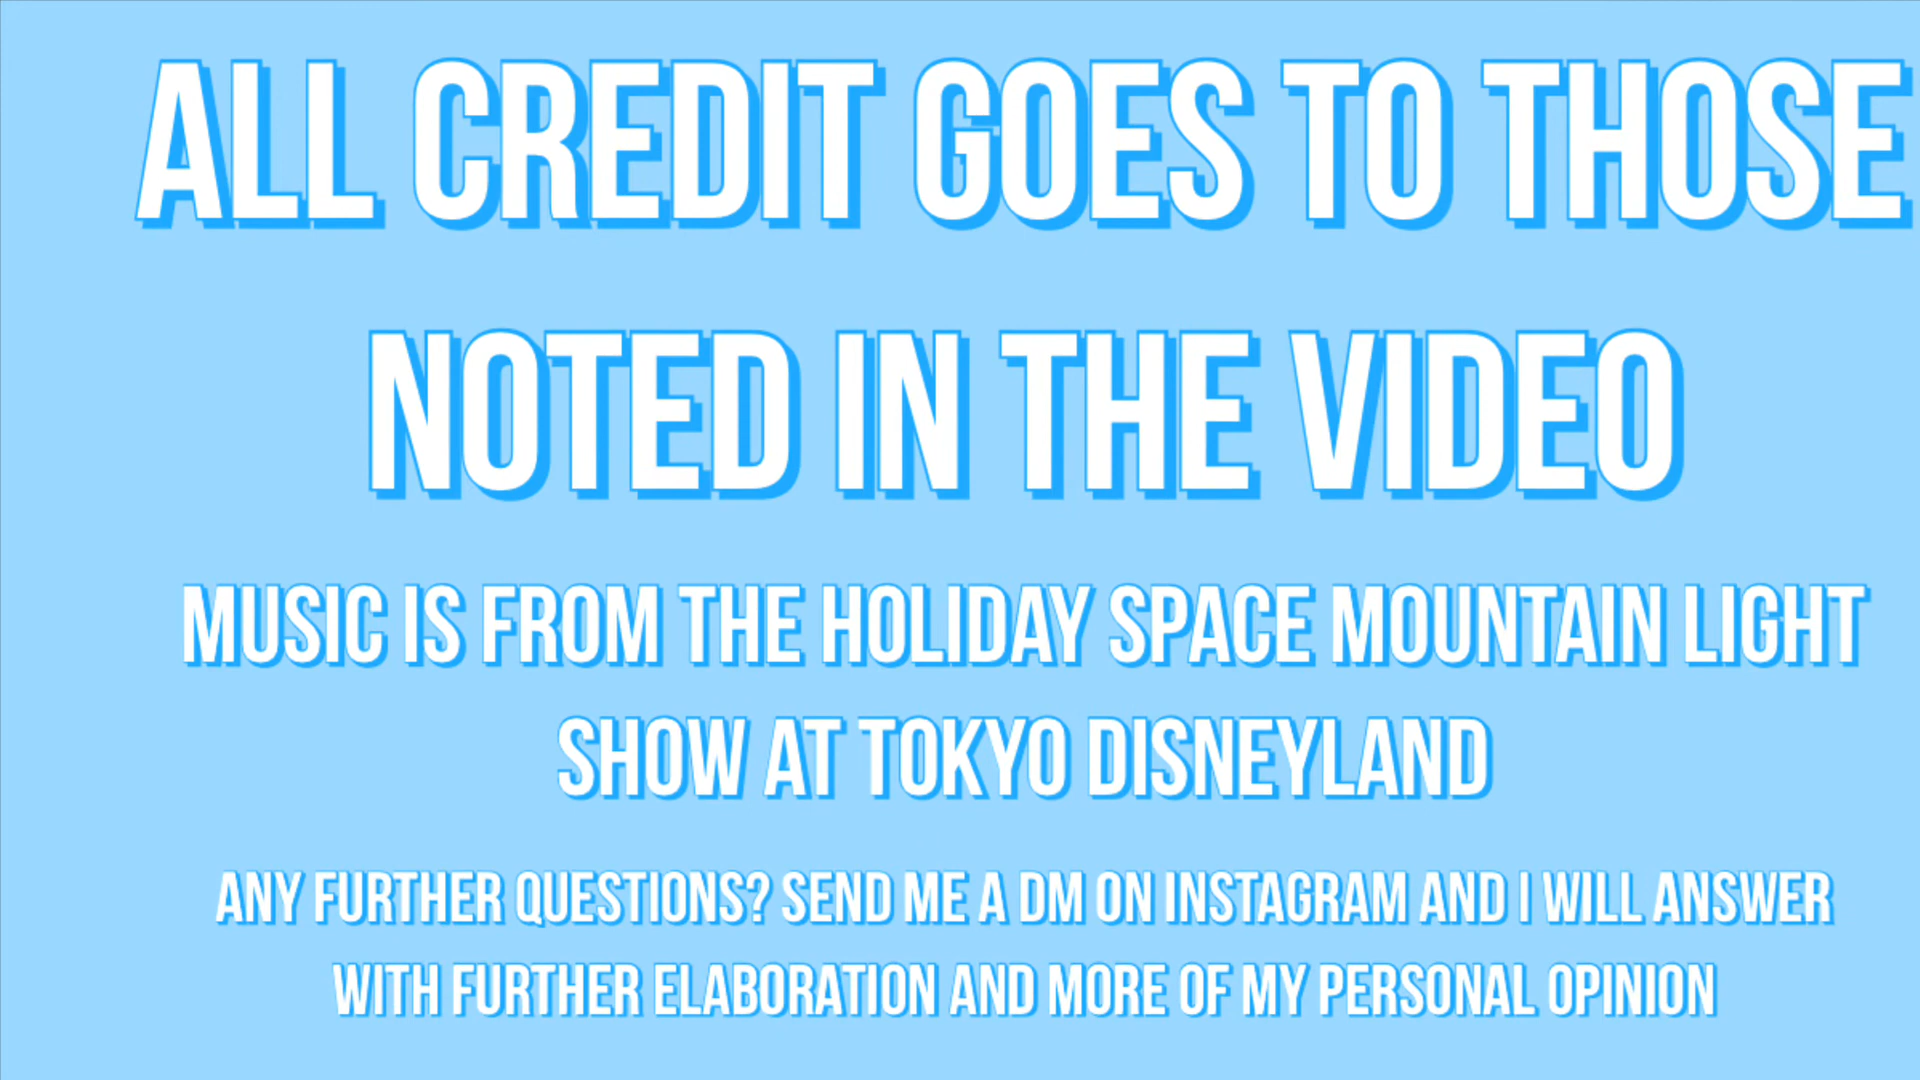 ALL CREDIT GOES TO THOSE
NOTED IN THE VIDEO
MUSIC IS FROM THE HOLIDAY SPACE MOUNTAIN LIGHT
SHOW AT TOKYO DISNEYLAND
ANY FURTHER QUESTIONS? SEND ME A DM ON INSTAGRAM AND I WILL ANSWER
WITH FURTHER ELABORATION AND MORE OF MY PERSONAL OPINION